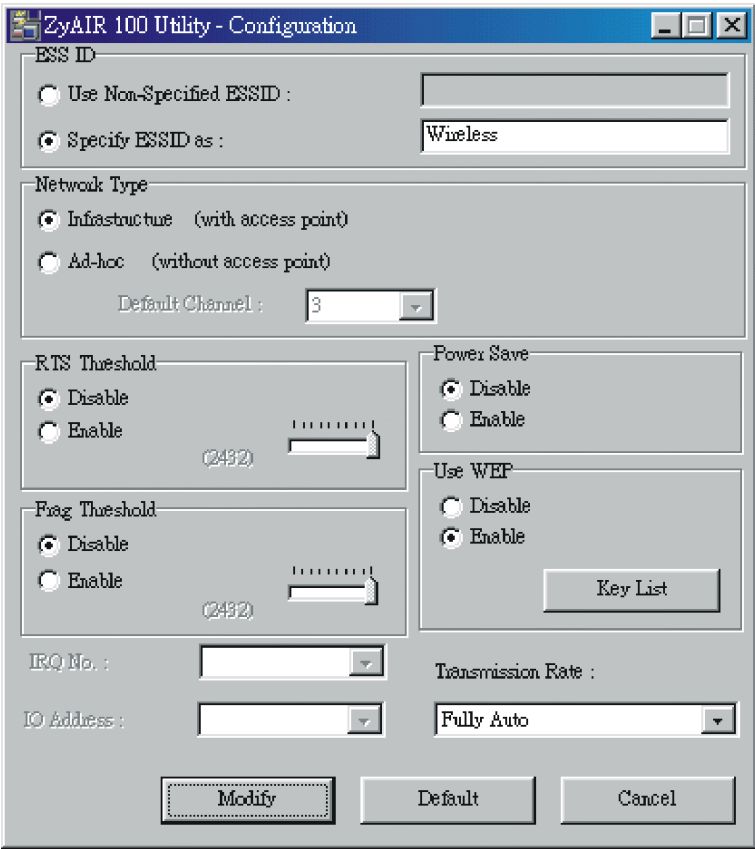 ZyAIR 100 Utility - Configuration
ESS ID
Use Non-Specified ESSID :
Specify ESSID as :
Wireless
Network Type
Infrastructure (with access point)
Ad-hoc (without access point)
Default Channel :
3
RTS Threshold
Disable
Enable
(2432)
Power Save
Disable
Enable
Frag Threshold
Disable
Enable
(2432)
Use WEP
Disable
Enable
Key List
IRQ No. :
IO Address :
Transmission Rate :
Fully Auto
Modify
Default
Cancel